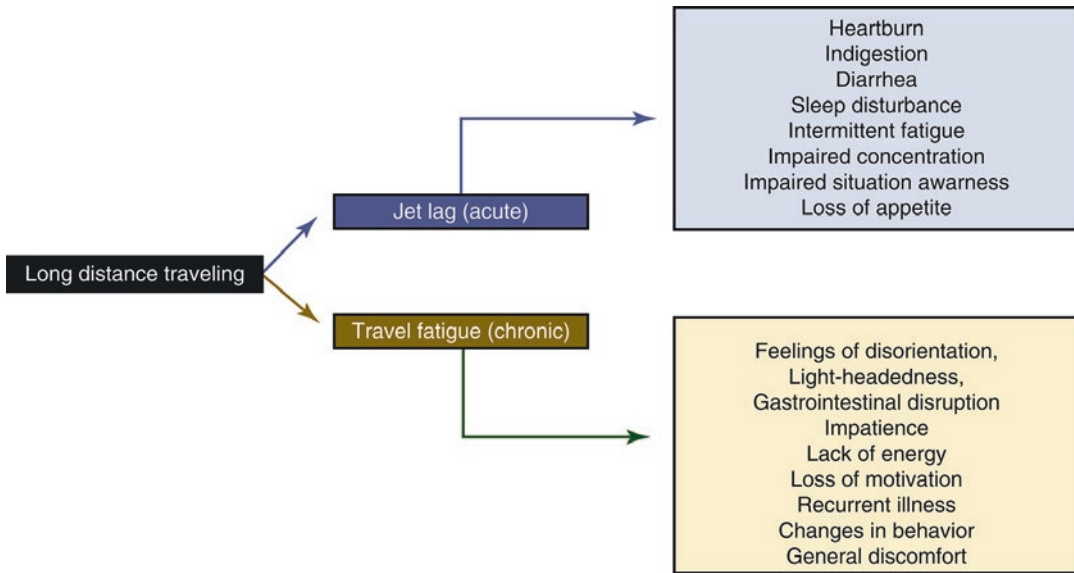 Long distance traveling
Jet lag (acute)
Heartburn
Indigestion
Diarrhea
Sleep disturbance
Intermittent fatigue
Impaired concentration
Impaired situation awarness
Loss of appetite
Travel fatigue (chronic)
Feelings of disorientation,
Light-headedness,
Gastrointestinal disruption
Impatience
Lack of energy
Loss of motivation
Recurrent illness
Changes in behavior
General discomfort